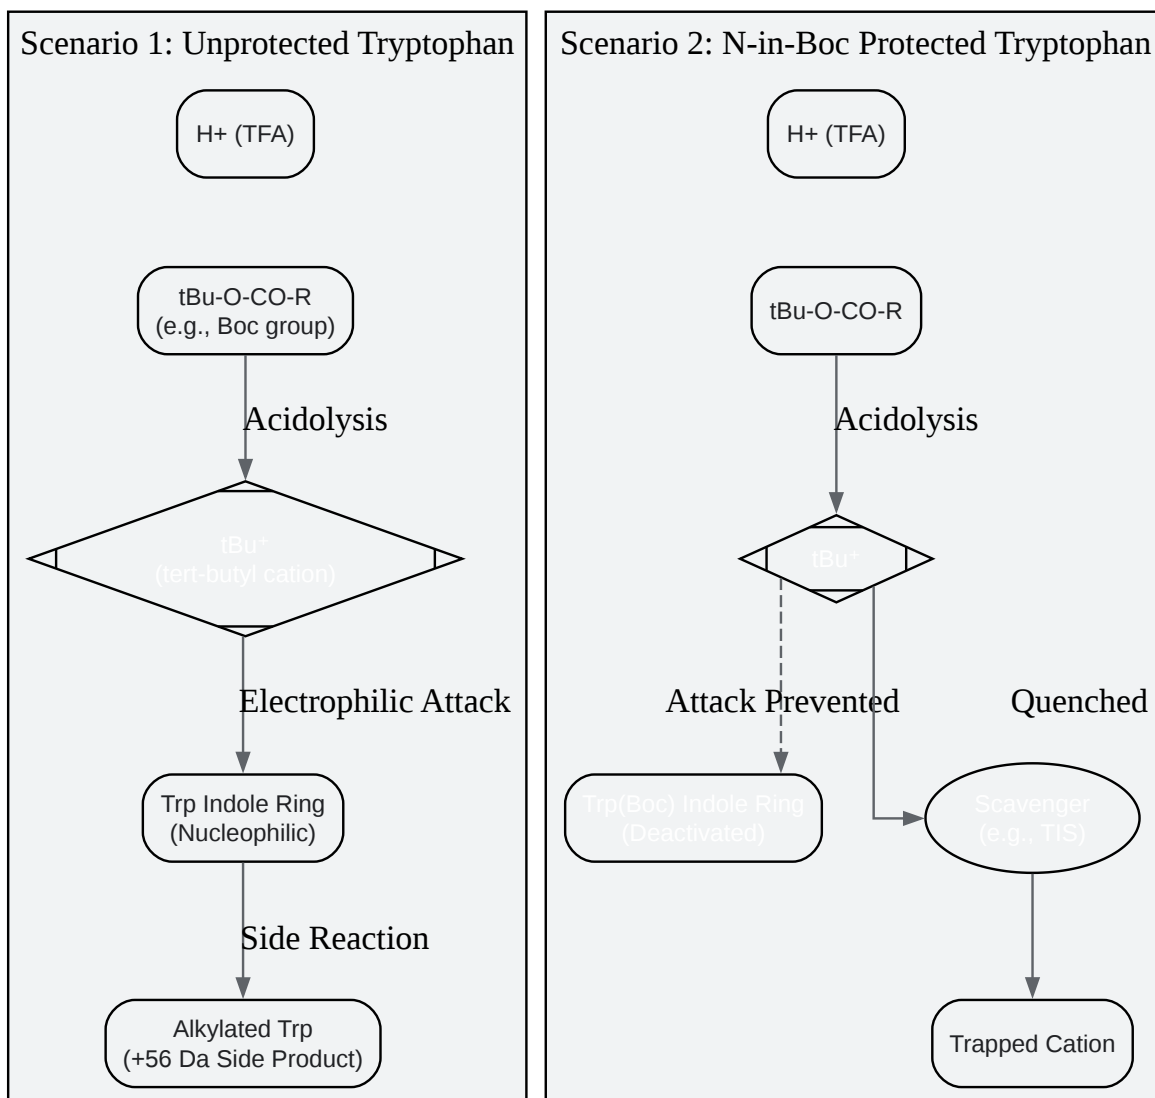 Scenario 1: Unprotected Tryptophan
H+ (TFA)
tBu-O-CO-R
(e.g., Boc group)
Acidolysis
tBu⁺
(tert-butyl cation)
Electrophilic Attack
Trp Indole Ring
(Nucleophilic)
Side Reaction
Alkylated Trp
(+56 Da Side Product)
Scenario 2: N-in-Boc Protected Tryptophan
H+ (TFA)
tBu-O-CO-R
Acidolysis
tBu⁺
Attack Prevented
Quenched
Trp(Boc) Indole Ring
(Deactivated)
Scavenger
(e.g., TIS)
Trapped Cation